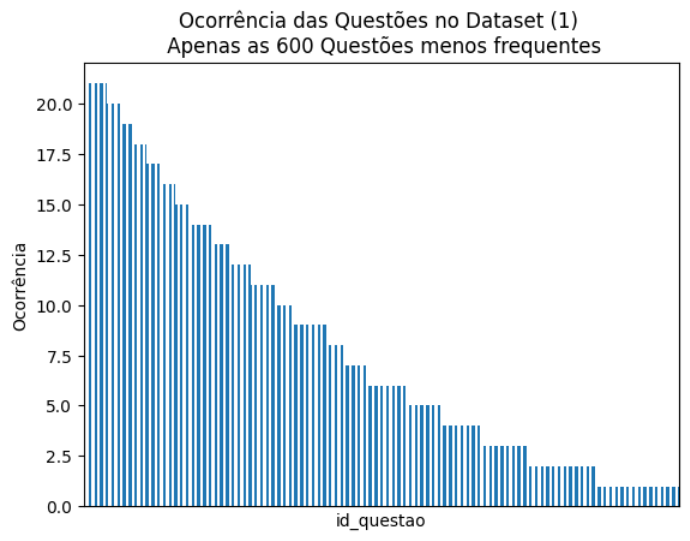 Ocorrência das Questões no Dataset (1)
Apenas as 600 Questões menos frequentes
Ocorrência
20.0
17.5
15.0
12.5
10.0
7.5
5.0
2.5
0.0
id_questao